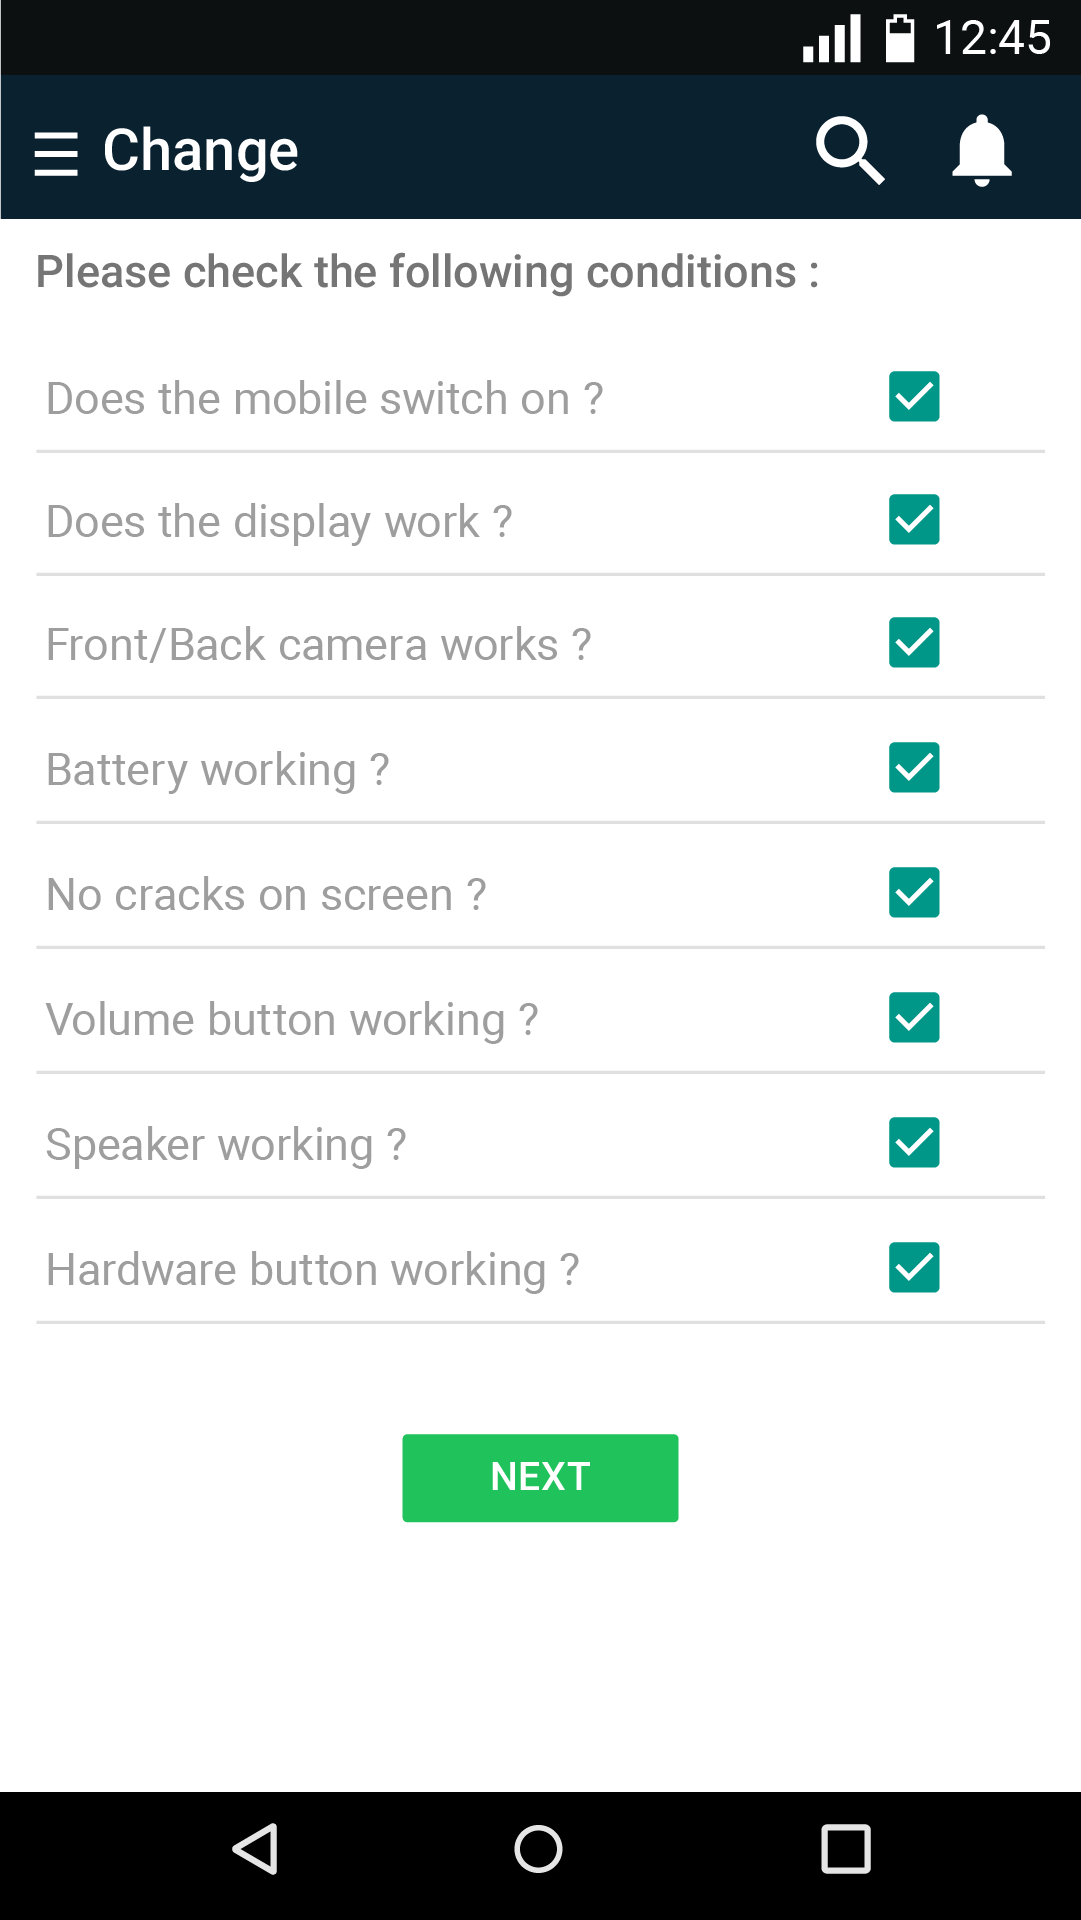 12:45
Change
Please check the following conditions :
Does the mobile switch on ?
Does the display work ?
Front/Back camera works ?
Battery working ?
No cracks on screen ?
Volume button working ?
Speaker working ?
Hardware button working ?
NEXT